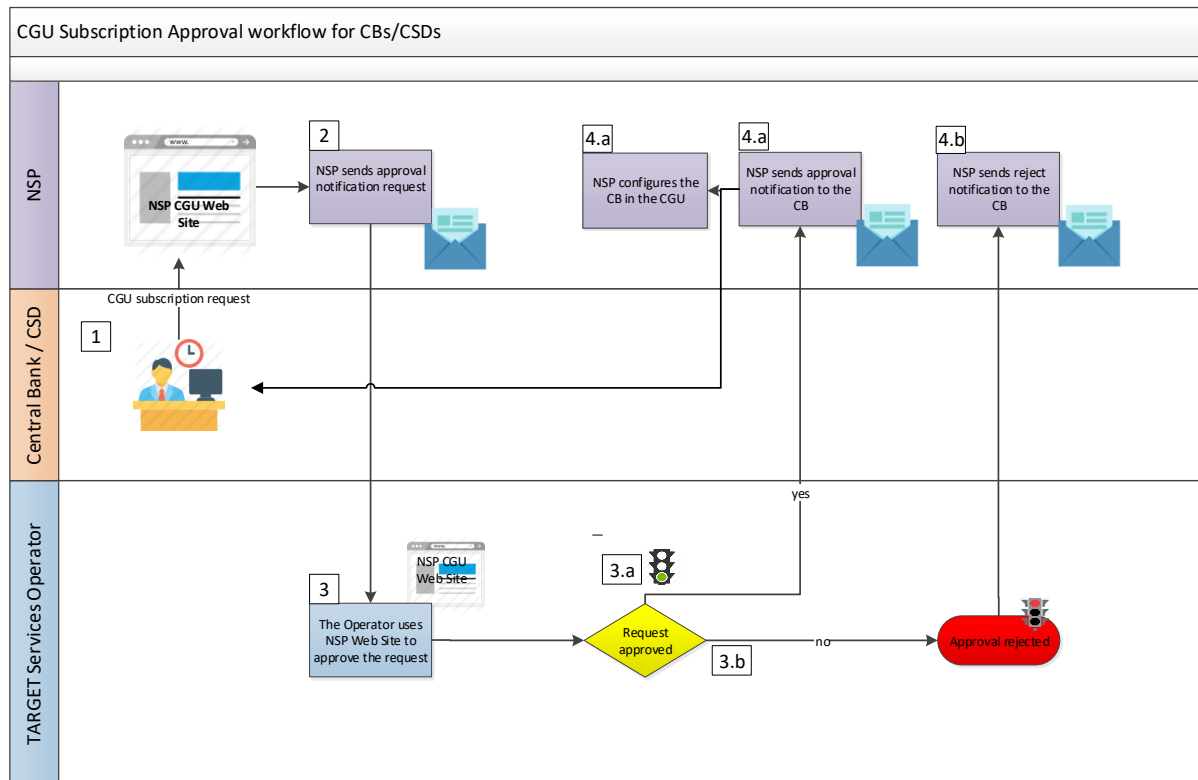 CGU Subscription Approval workflow for CBs/CSDs
NSP
www.
NSP CGU Web
Site
2
NSP sends approval
notification request
4.a
NSP configures the
CB in the CGU
4.a
NSP sends approval
notification to the
CB
4.b
NSP sends reject
notification to the
CB
Central Bank / CSD
CGU subscription request
1
TARGET Services Operator
yes
www.
NSP CGU
Web Site
3
The Operator uses
NSP Web Site to
approve the request
3.a
Request
approved
3.b
no
Approval rejected